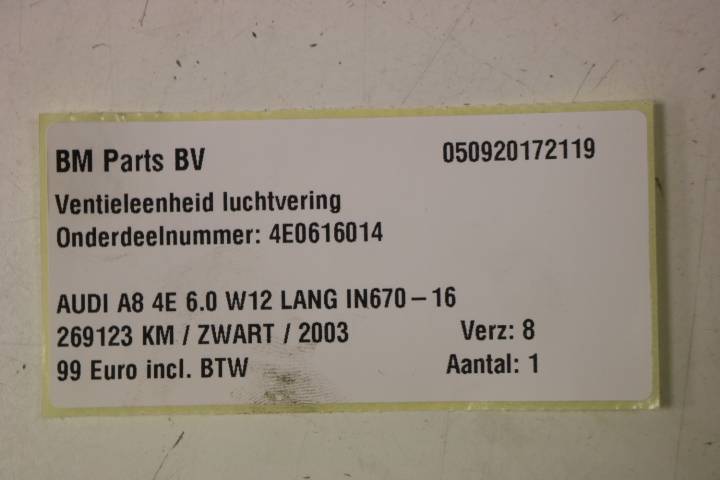 BM Parts BV 050920172119
Ventieleenheid luchtvering
Onderdeelnummer: 4E0616014
AUDI A8 4E 6.0 W12 LANG IN670-16
269123 KM / ZWART / 2003 Verz: 8
99 Euro incl. BTW Aantal: 1